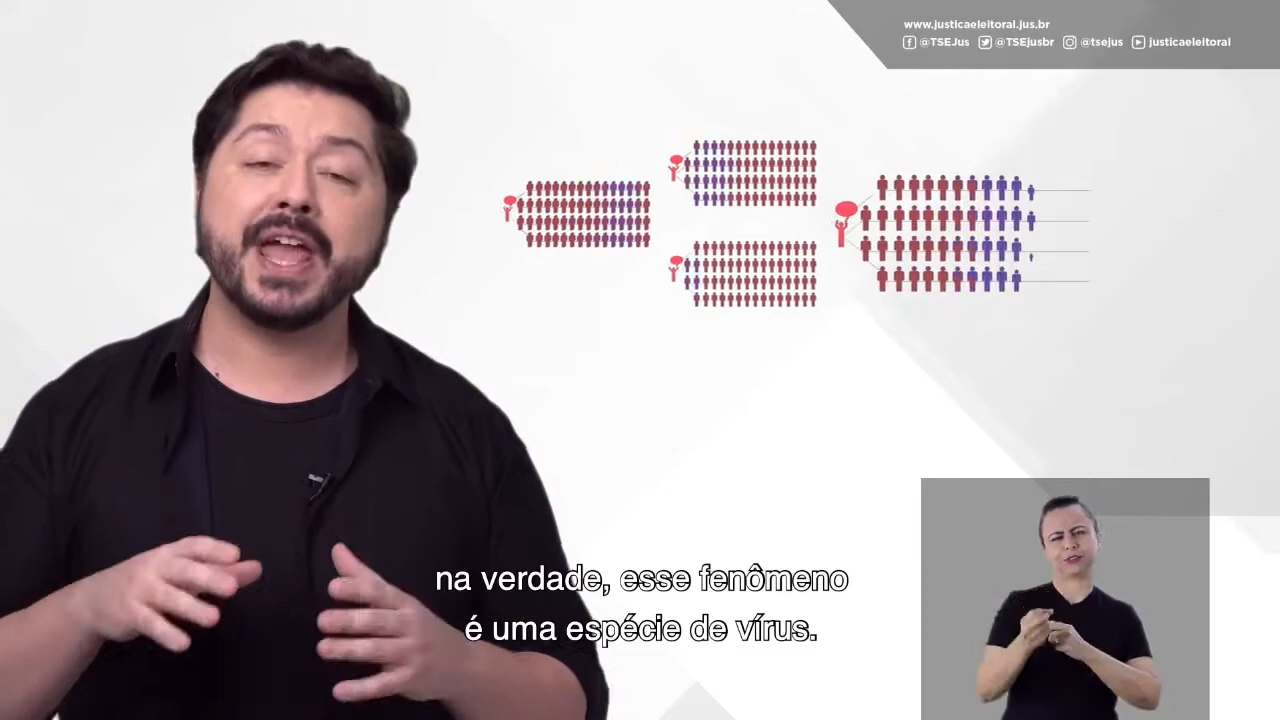 www.justicaeleitoral.jus.br
@TSEJus @TSEjusbr @tsejus justicaeleitoral
na verdade, esse fenômeno
é uma espécie de vírus.